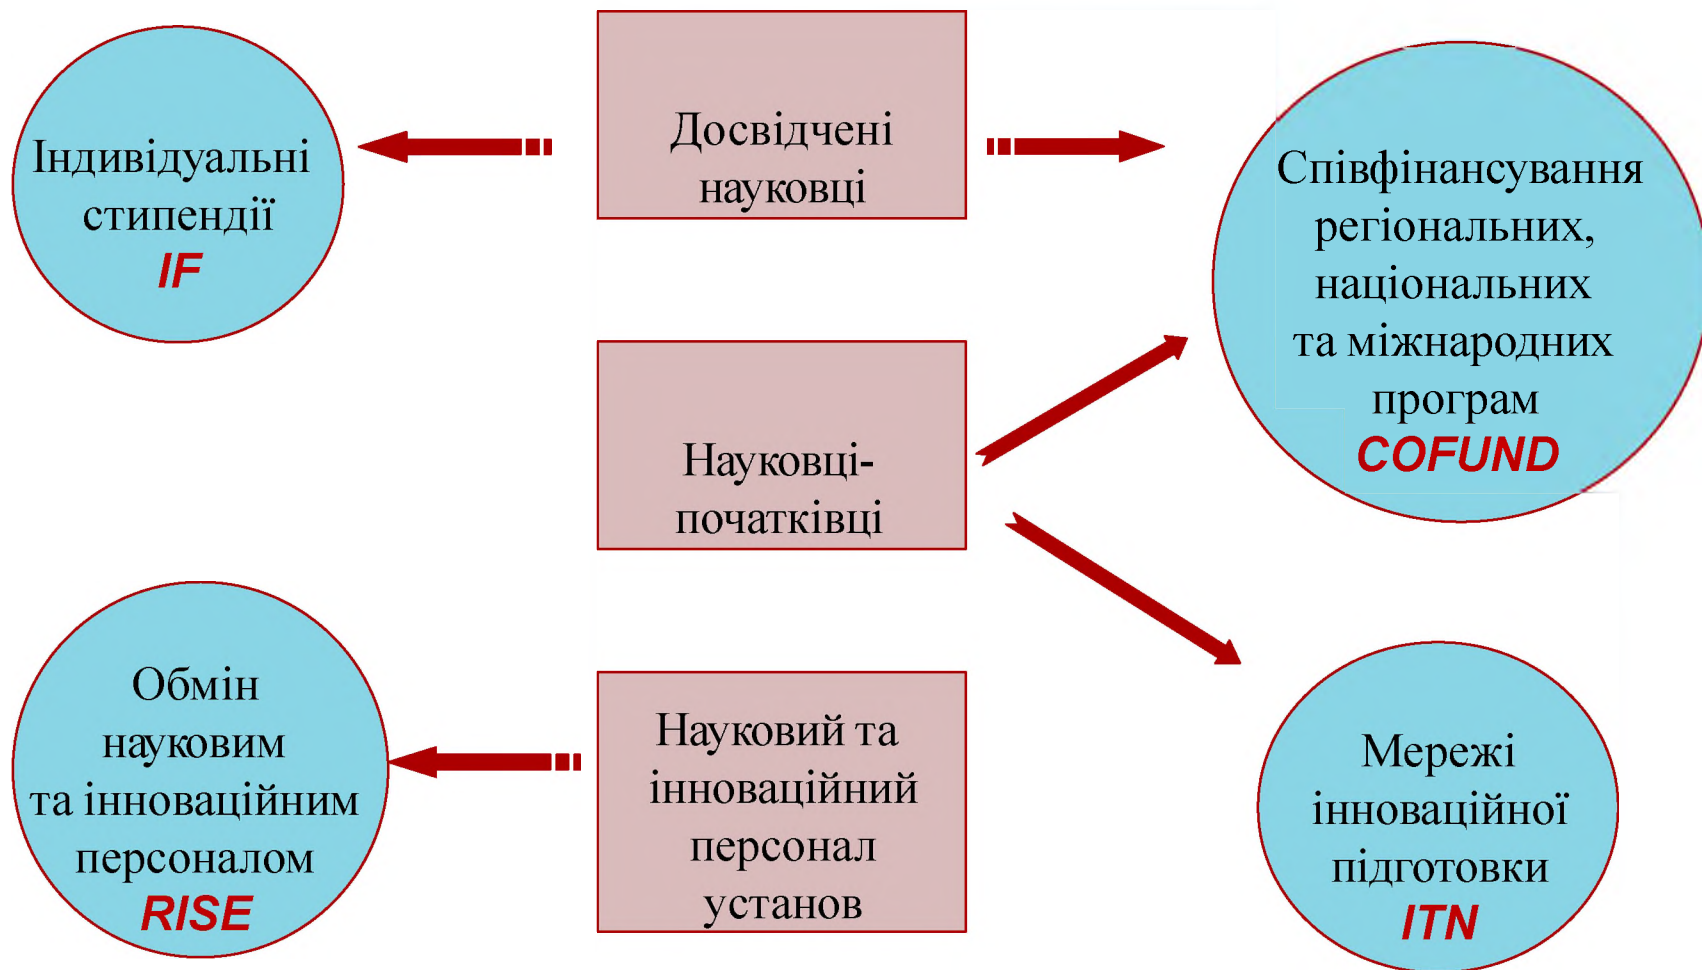 Індивідуальні
стипендії
IF
Досвідчені
науковці
Співфінансування
регіональних,
національних
та міжнародних
програм
COFUND
Науковці-
початківці
Обмін
науковим
та інноваційним
персоналом
RISE
Науковий та
інноваційний
персонал
установ
Мережі
інноваційної
підготовки
ITN